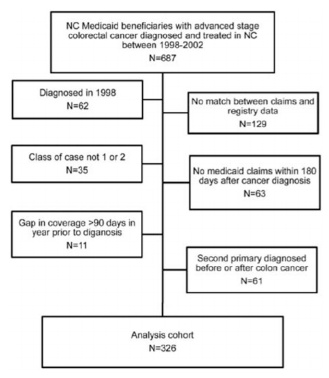 NC Medicaid beneficiaries with advanced stage
colorectal cancer diagnosed and treated in NC
between 1998-2002
N=687
Diagnosed in 1998
N=62
No match between claims and
registry data
N=129
Class of case not 1 or 2
N=35
No medicaid claims within 180
days after cancer diagnosis
N=63
Gap in coverage >90 days in
year prior to diganosis
N=11
Second primary diagnosed
before or after colon cancer
N=61
Analysis cohort
N=326